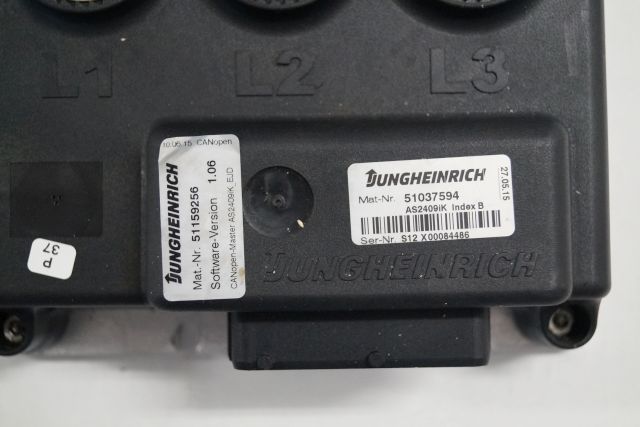 L1 L2 L3
10.06.15 CANopen
JUNGHEINRICH
Mat.-Nr. 51159256
Software-Version 1.06
CANopen-Master AS2409iK_EJD
JUNGHEINRICH
27.05.15
Mat-Nr. 51037594
AS2409iK Index B
Ser-Nr. S12 X00084486
JUNGHEINRICH
P
37